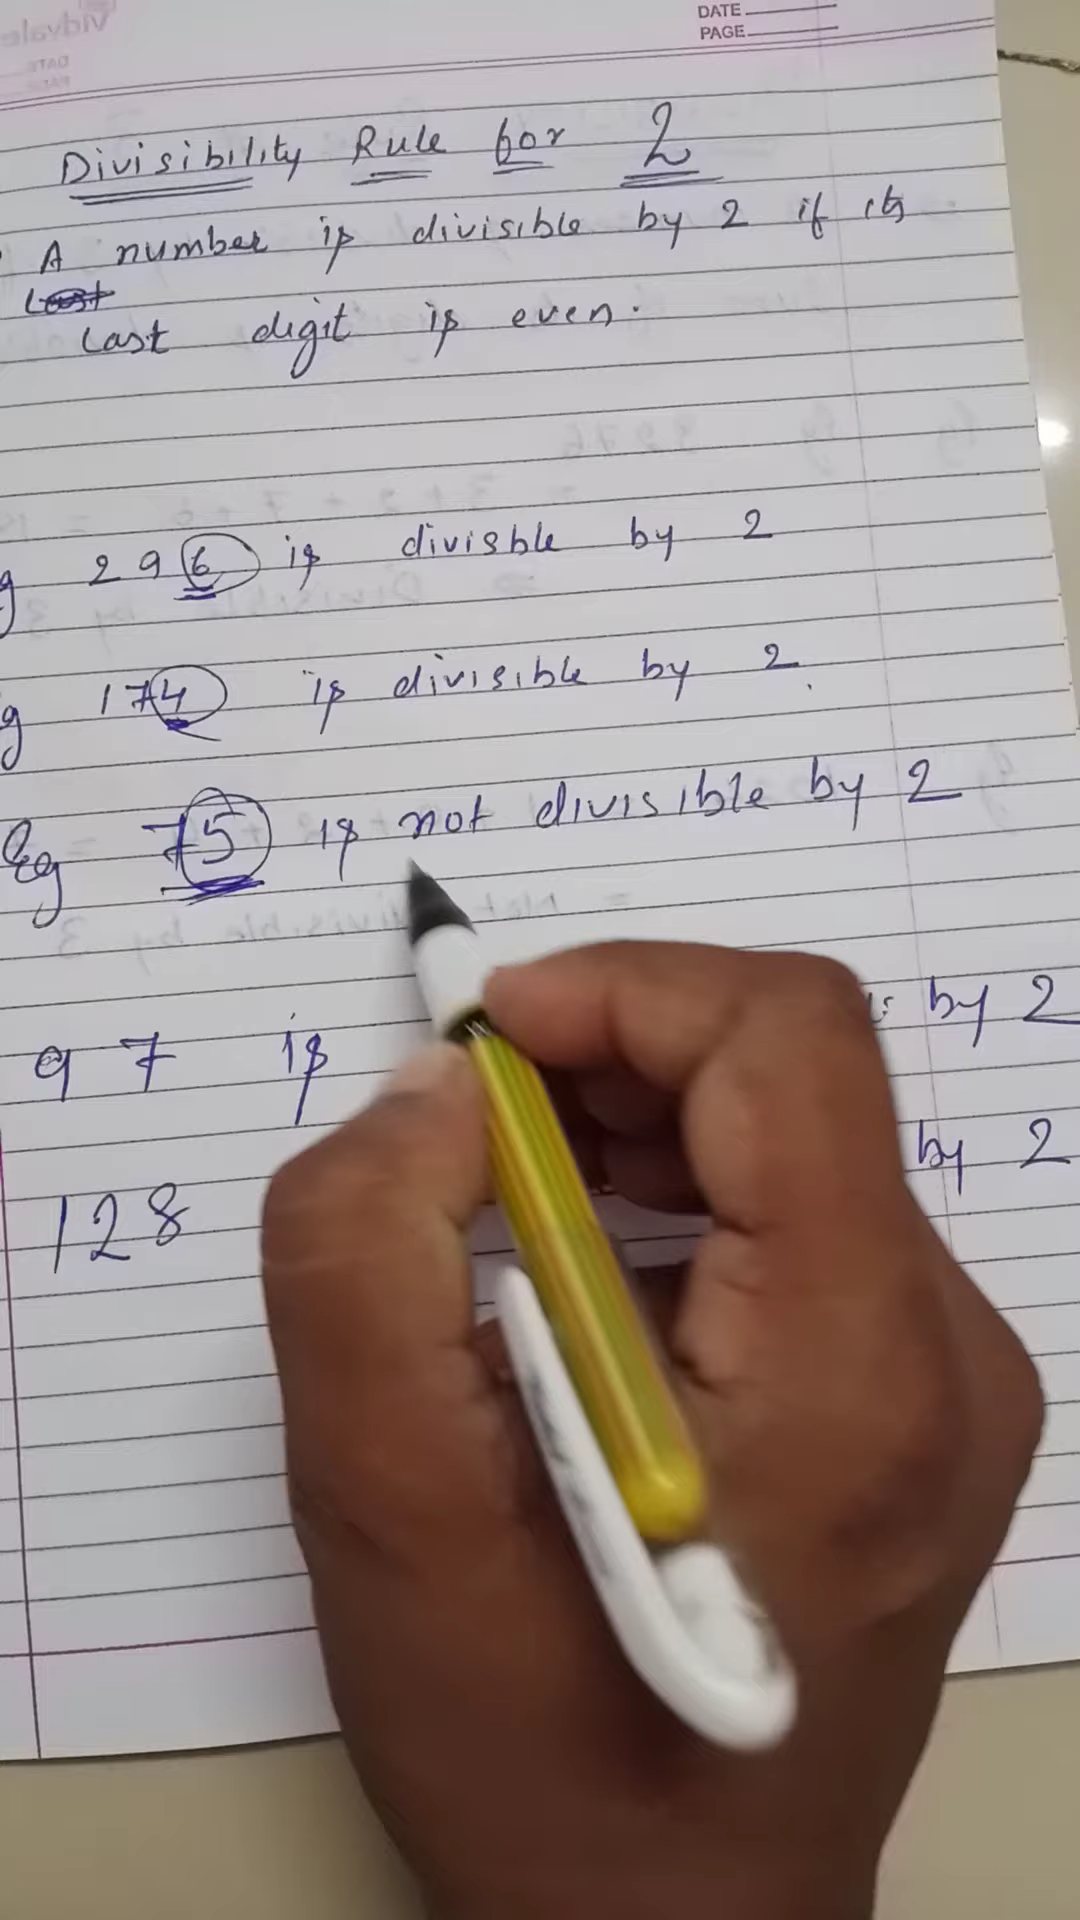 DATE
PAGE
Divisibility Rule for 2
A number is divisible by 2 if its
Last digit is even.
296 is divisble by 2
174 is divisible by 2
Eg 75 is not divisible by 2
97 is by 2
128 by 2